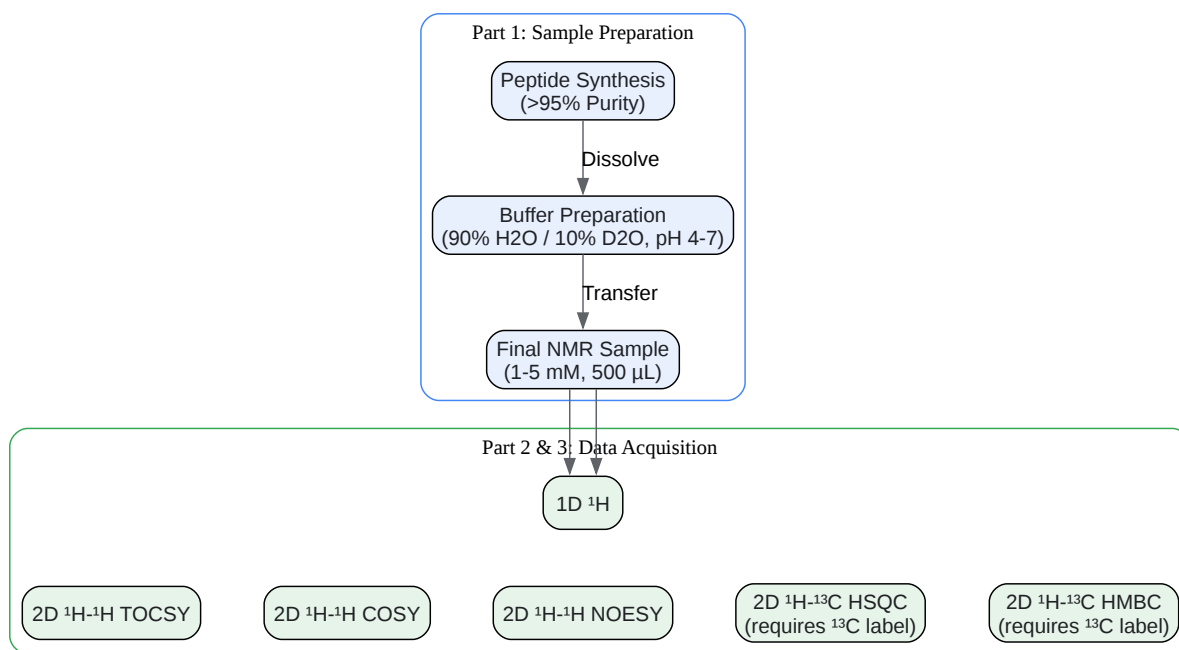 Part 1: Sample Preparation
Peptide Synthesis
(>95% Purity)
Dissolve
Buffer Preparation
(90% H2O / 10% D2O, pH 4-7)
Transfer
Final NMR Sample
(1-5 mM, 500 µL)
Part 2 & 3: Data Acquisition
1D ¹H
2D ¹H-¹H TOCSY
2D ¹H-¹H COSY
2D ¹H-¹H NOESY
2D ¹H-¹³C HSQC
(requires ¹³C label)
2D ¹H-¹³C HMBC
(requires ¹³C label)